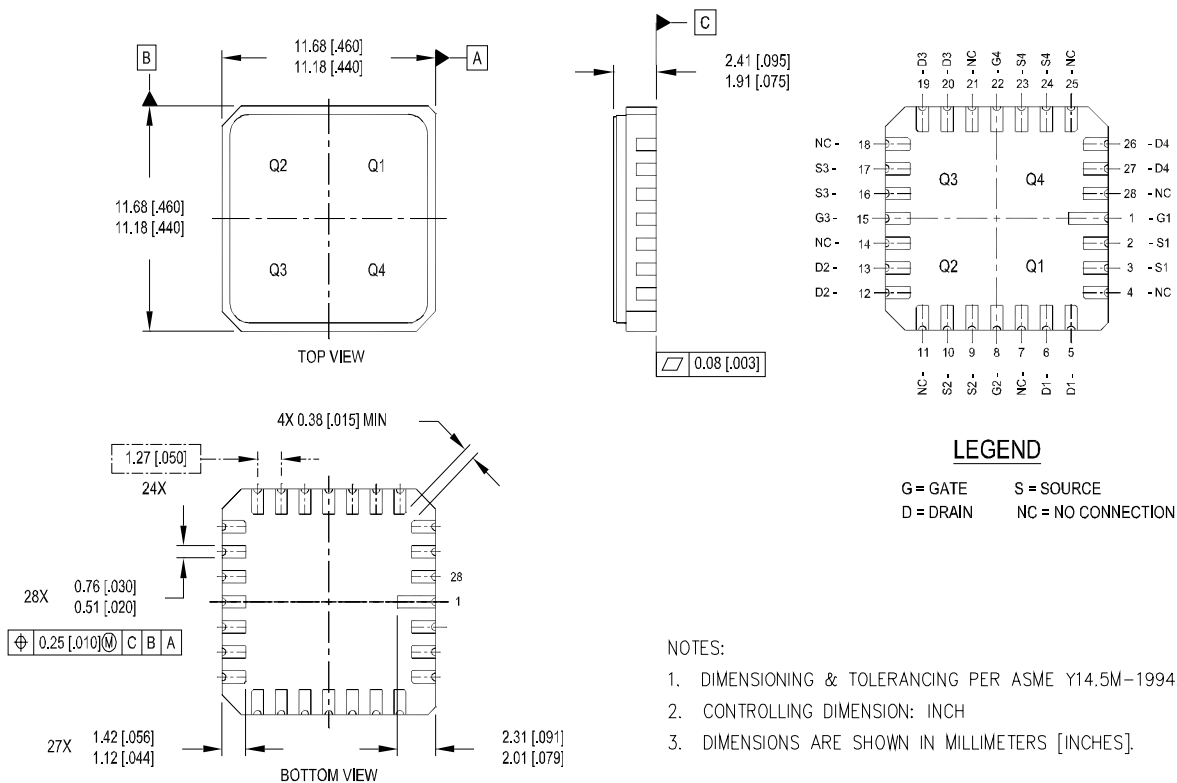 B
11.68 [.460]
11.18 [.440]
A
11.68 [.460]
11.18 [.440]
Q2
Q1
Q3
Q4
TOP VIEW
C
2.41 [.095]
1.91 [.075]
0.08 [.003]
19 - D3
20 - D3
21 - NC
22 - G4
23 - S4
24 - S4
25 - NC
NC - 18
S3 - 17
S3 - 16
G3 - 15
NC - 14
D2 - 13
D2 - 12
Q3
Q4
Q2
Q1
26 - D4
27 - D4
28 - NC
1 - G1
2 - S1
3 - S1
4 - NC
NC - 11
S2 - 10
S2 - 9
G2 - 8
NC - 7
D1 - 6
D1 - 5
LEGEND
G = GATE S = SOURCE
D = DRAIN NC = NO CONNECTION
4X 0.38 [.015] MIN
1.27 [.050]
24X
28X 0.76 [.030]
0.51 [.020]
⌖ 0.25 [.010] Ⓜ C B A
28
1
27X 1.42 [.056]
1.12 [.044]
2.31 [.091]
2.01 [.079]
BOTTOM VIEW
NOTES:
1. DIMENSIONING & TOLERANCING PER ASME Y14.5M-1994
2. CONTROLLING DIMENSION: INCH
3. DIMENSIONS ARE SHOWN IN MILLIMETERS [INCHES].